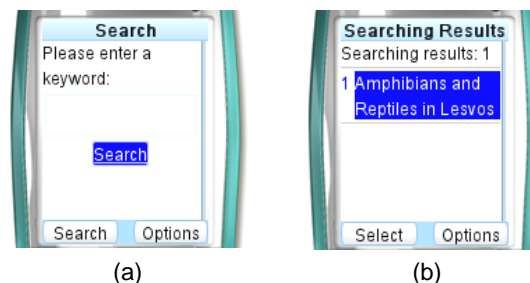 Search
Please enter a
keyword:
Search
Search Options
(a)
Searching Results
Searching results: 1
1 Amphibians and
Reptiles in Lesvos
Select Options
(b)